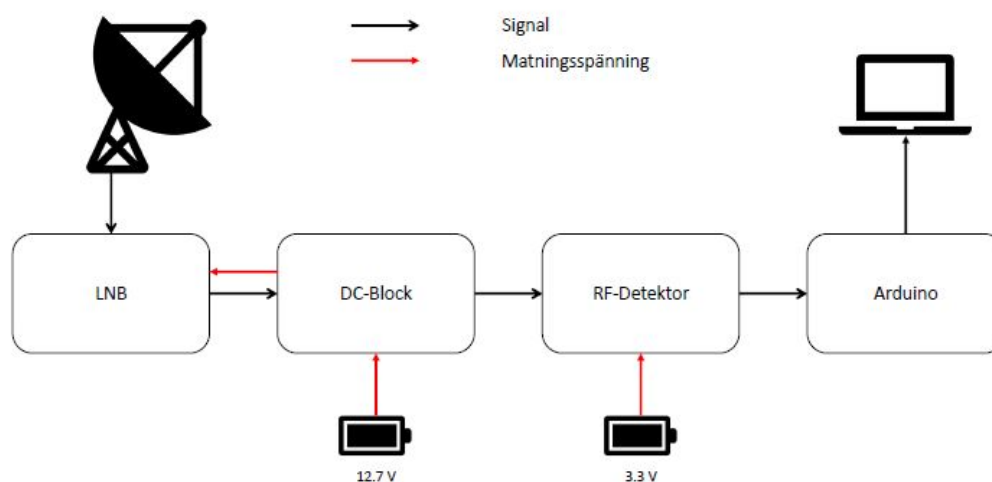 Signal
Matningsspänning
LNB
DC-Block
RF-Detektor
Arduino
12.7 V
3.3 V